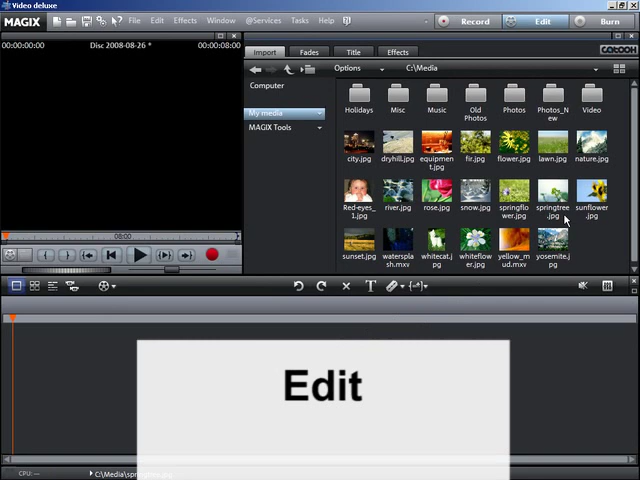 Video deluxe
MAGIX
File Edit Effects Window @Services Tasks Help
Record
Edit
Burn
00:00:00:00 Disc 2008-08-26 * 00:00:08:00
Import Fades Title Effects
CATOOH
Options C:\Media
Computer
My media
MAGIX Tools
Holidays
Misc
Music
Old Photos
Photos
Photos_New
Video
city.jpg
dryhill.jpg
equipment.jpg
fir.jpg
flower.jpg
lawn.jpg
nature.jpg
Red-eyes_1.jpg
river.jpg
rose.jpg
snow.jpg
springflower.jpg
springtree.jpg
sunflower.jpg
sunset.jpg
watersplash.mxv
whitecat.jpg
whiteflower.jpg
yellow_mud.mxv
yosemite.jpg
08:00
Edit
CPU: — C:\Media\springtree.jpg